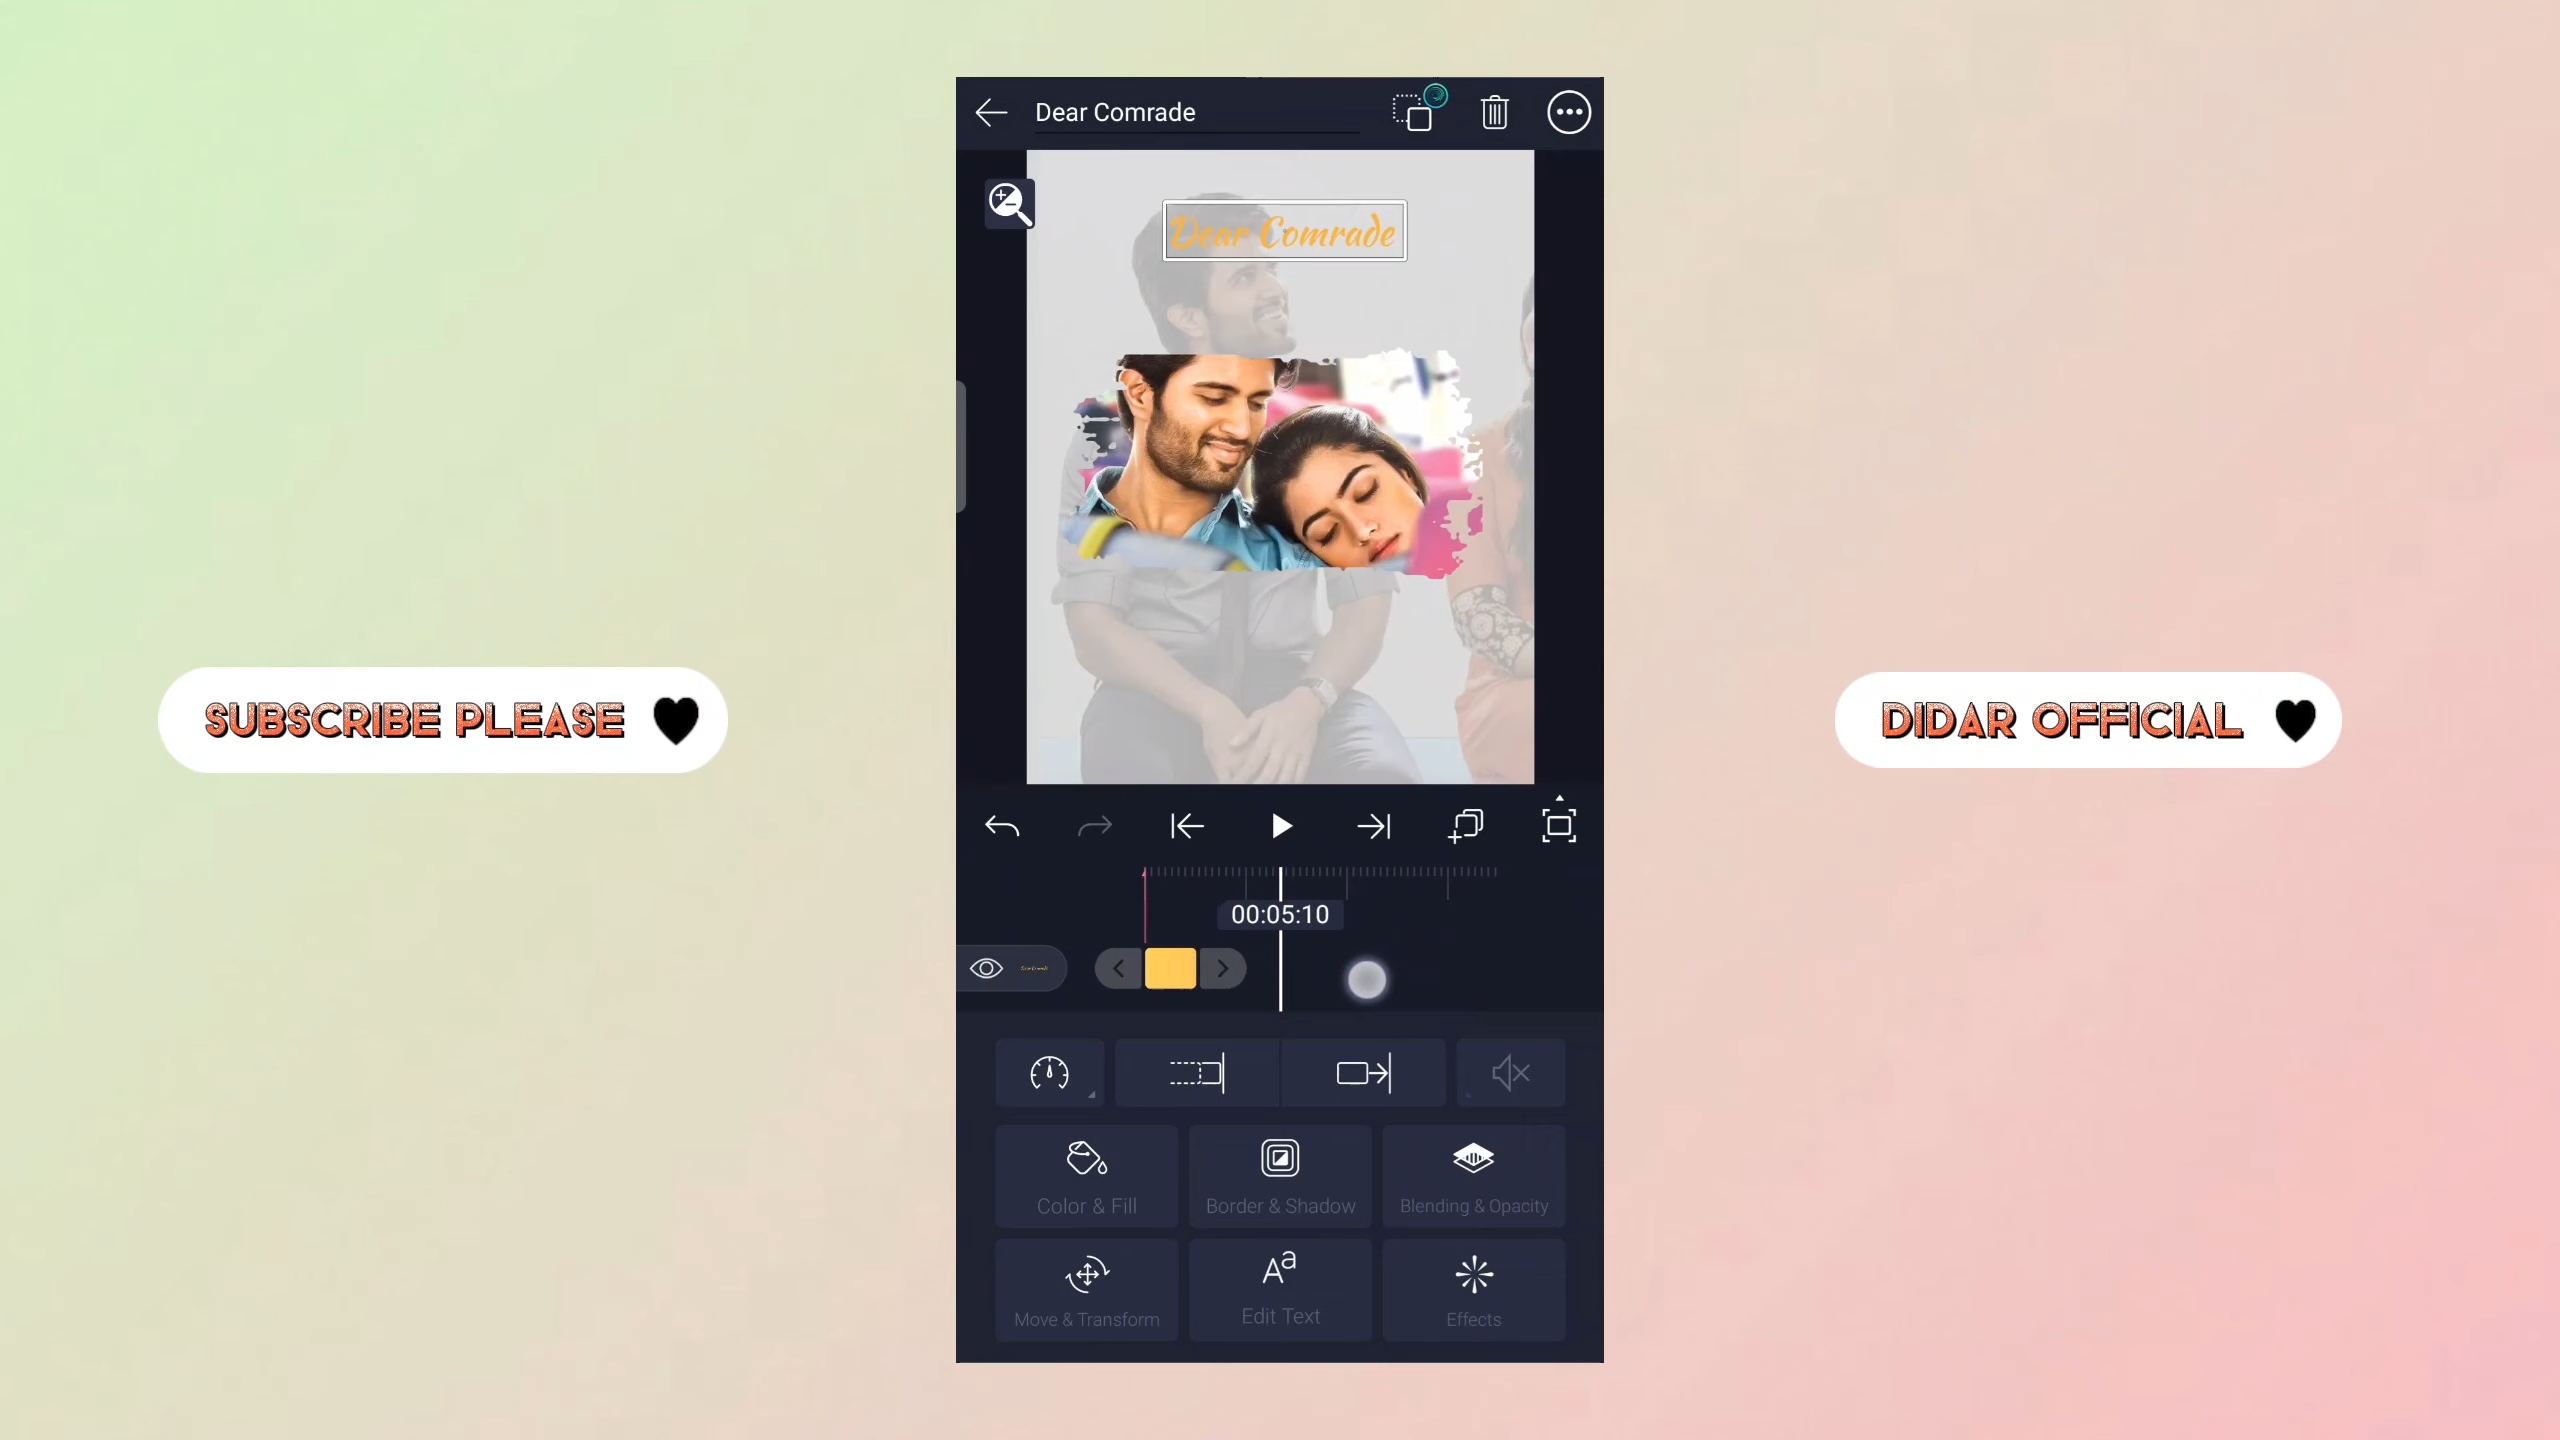 Dear Comrade
Dear Comrade
SUBSCRIBE PLEASE
DIDAR OFFICIAL
00:05:10
Color & Fill
Border & Shadow
Blending & Opacity
Move & Transform
Edit Text
Effects